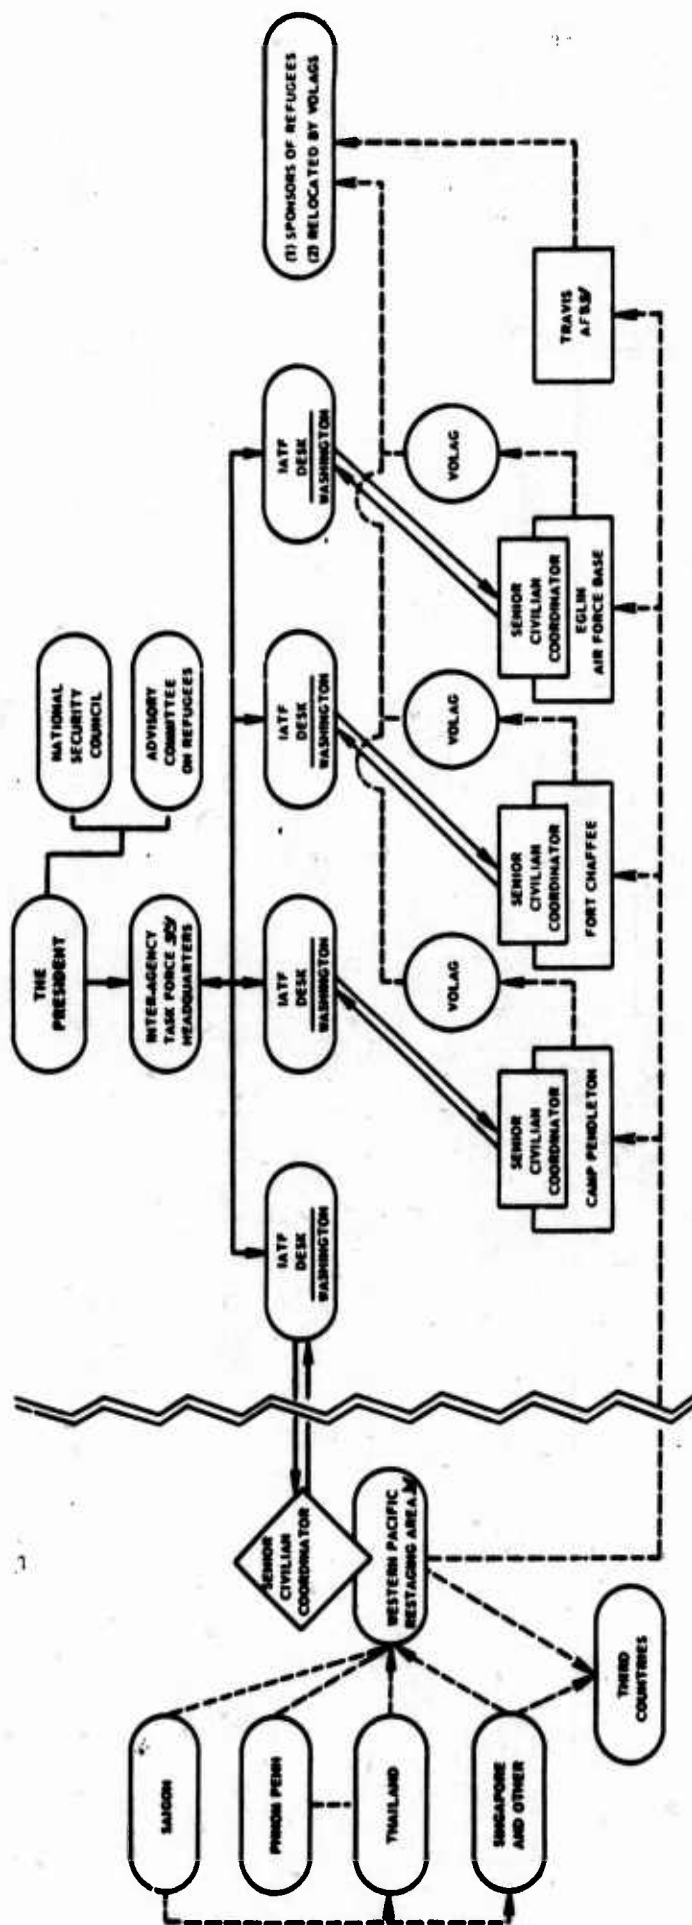 THE
PRESIDENT
NATIONAL
SECURITY
COUNCIL
ADVISORY
COMMITTEE
ON REFUGEES
INTER-AGENCY
TASK FORCE
HEADQUARTERS
IATF
DESK
WASHINGTON
IATF
DESK
WASHINGTON
IATF
DESK
WASHINGTON
IATF
DESK
WASHINGTON
(1) SPONSORS OF REFUGEES
(2) RELOCATED BY VOLAGS
SENIOR
CIVILIAN
COORDINATOR
WESTERN PACIFIC
RESTAGING AREA
SAIGON
PHNOM PENH
THAILAND
SINGAPORE
AND OTHER
THIRD
COUNTRIES
VOLAG
VOLAG
VOLAG
SENIOR
CIVILIAN
COORDINATOR
CAMP PENDLETON
SENIOR
CIVILIAN
COORDINATOR
FORT CHAFFEE
SENIOR
CIVILIAN
COORDINATOR
EGLIN
AIR FORCE BASE
TRAVIS
AFB